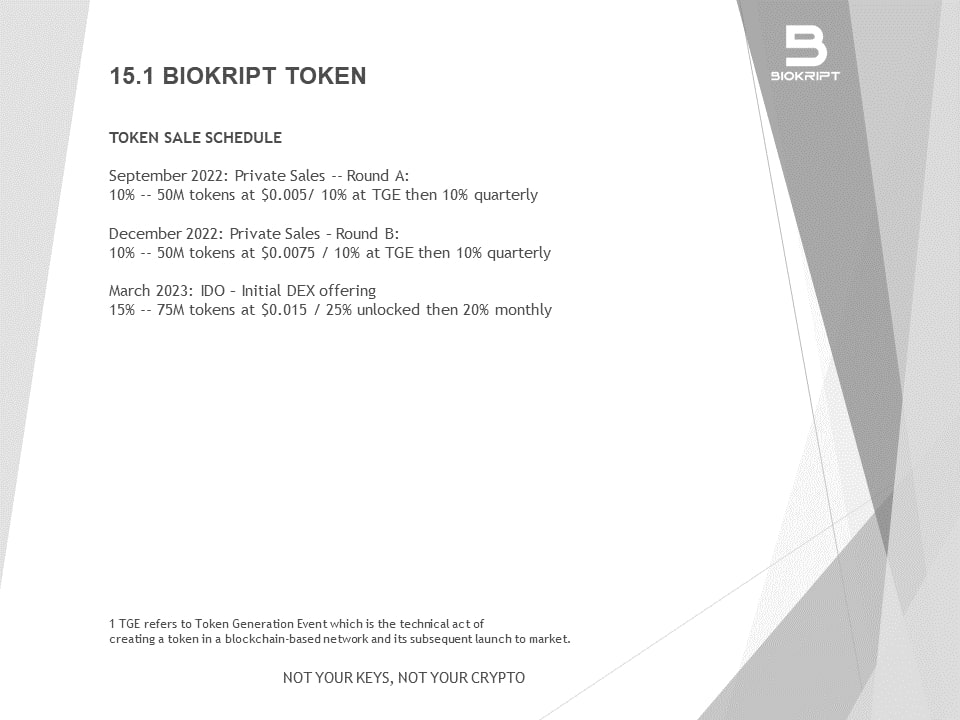 BIOKRIPT
15.1 BIOKRIPT TOKEN
TOKEN SALE SCHEDULE
September 2022: Private Sales -- Round A:
10% -- 50M tokens at $0.005/ 10% at TGE then 10% quarterly
December 2022: Private Sales – Round B:
10% -- 50M tokens at $0.0075 / 10% at TGE then 10% quarterly
March 2023: IDO – Initial DEX offering
15% -- 75M tokens at $0.015 / 25% unlocked then 20% monthly
1 TGE refers to Token Generation Event which is the technical act of
creating a token in a blockchain-based network and its subsequent launch to market.
NOT YOUR KEYS, NOT YOUR CRYPTO